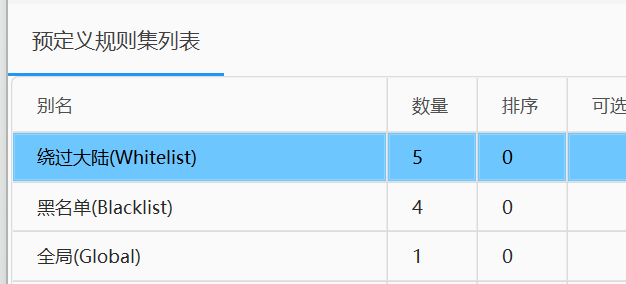 预定义规则集列表
别名 数量 排序 可选
绕过大陆(Whitelist) 5 0
黑名单(Blacklist) 4 0
全局(Global) 1 0